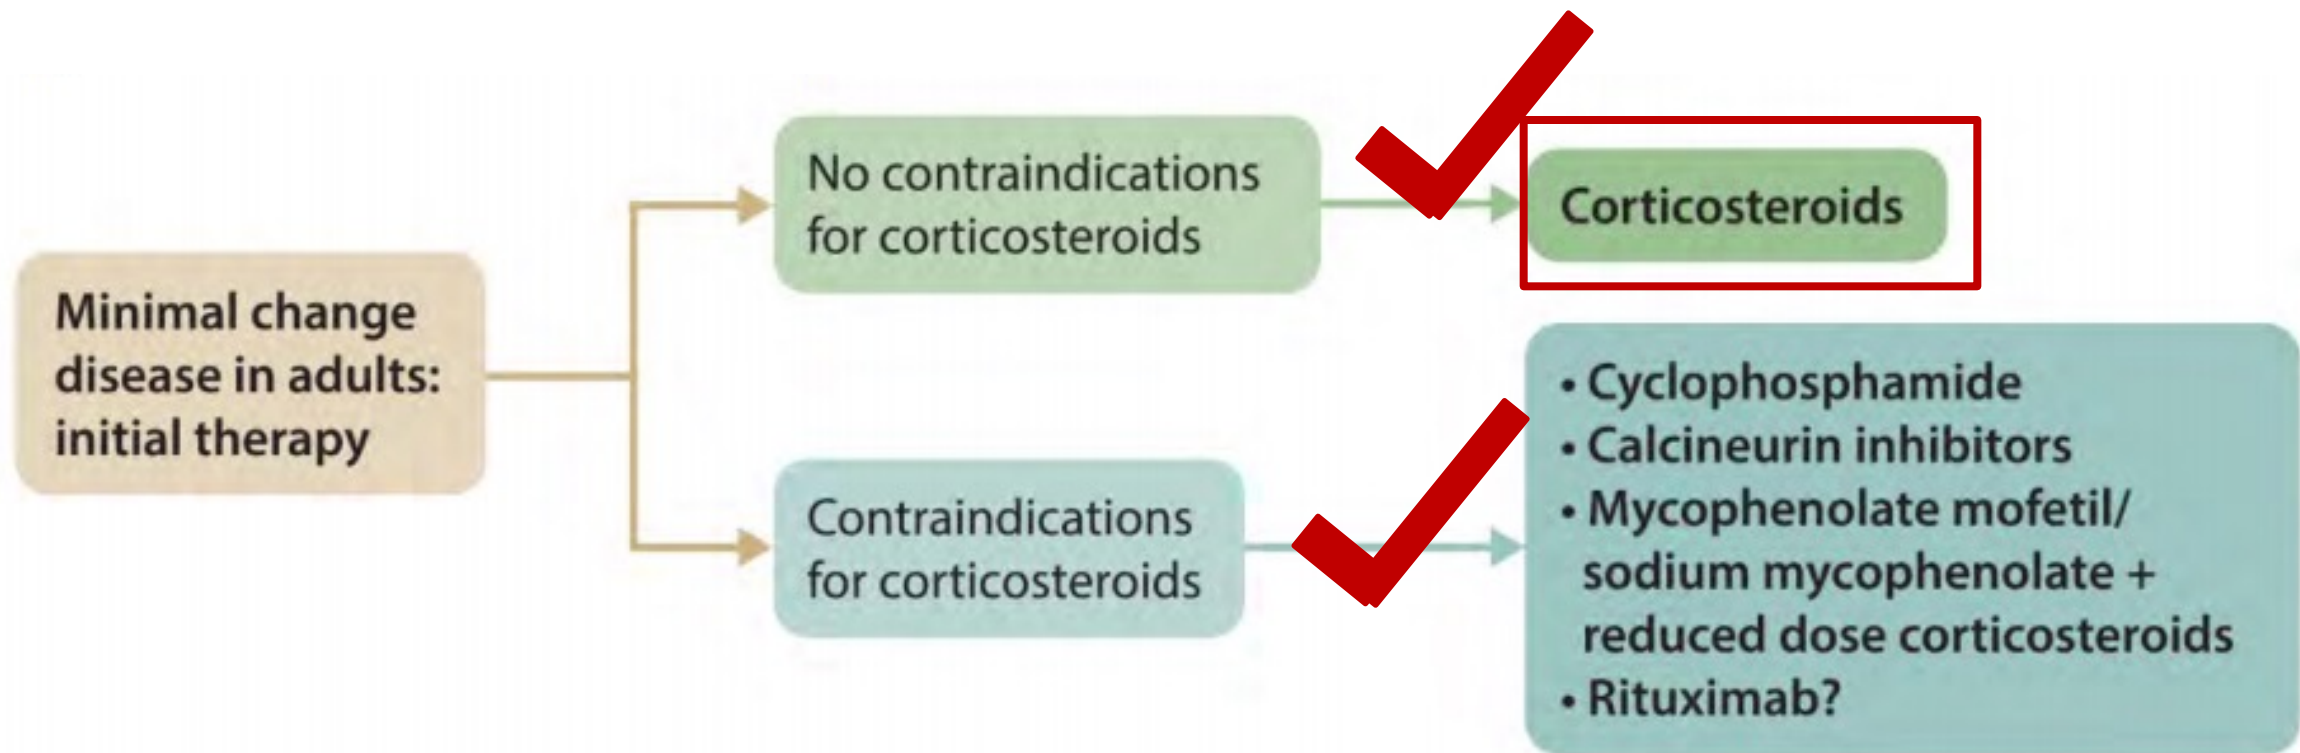 Minimal change
disease in adults:
initial therapy
No contraindications
for corticosteroids
Corticosteroids
Contraindications
for corticosteroids
• Cyclophosphamide
• Calcineurin inhibitors
• Mycophenolate mofetil/
sodium mycophenolate +
reduced dose corticosteroids
• Rituximab?